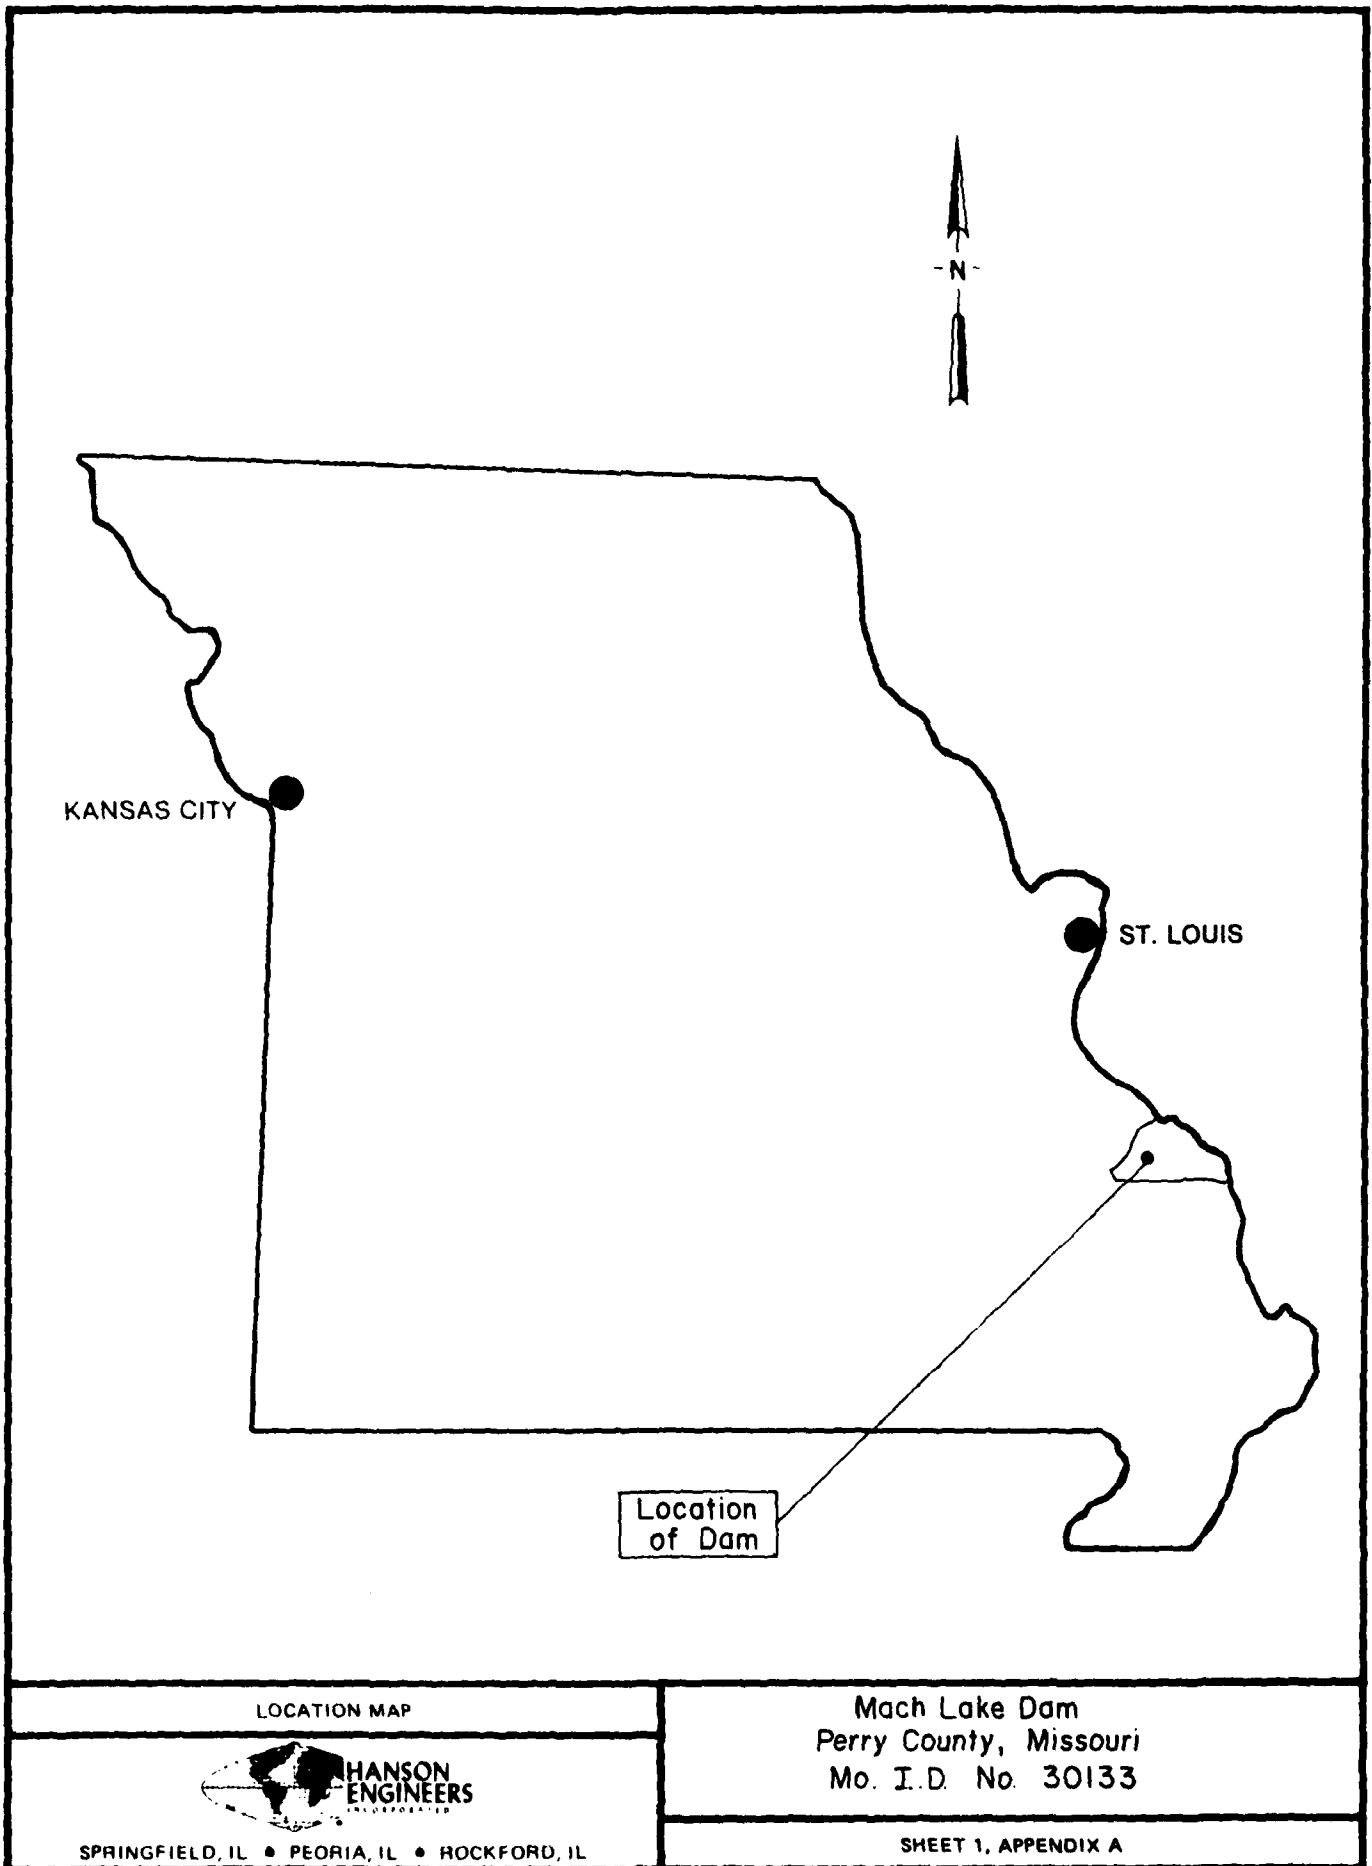 - N -
KANSAS CITY
ST. LOUIS
Location
of Dam
LOCATION MAP
HANSON
ENGINEERS
INCORPORATED
SPRINGFIELD, IL • PEORIA, IL • ROCKFORD, IL
Mach Lake Dam
Perry County, Missouri
Mo. I.D. No. 30133
SHEET 1, APPENDIX A